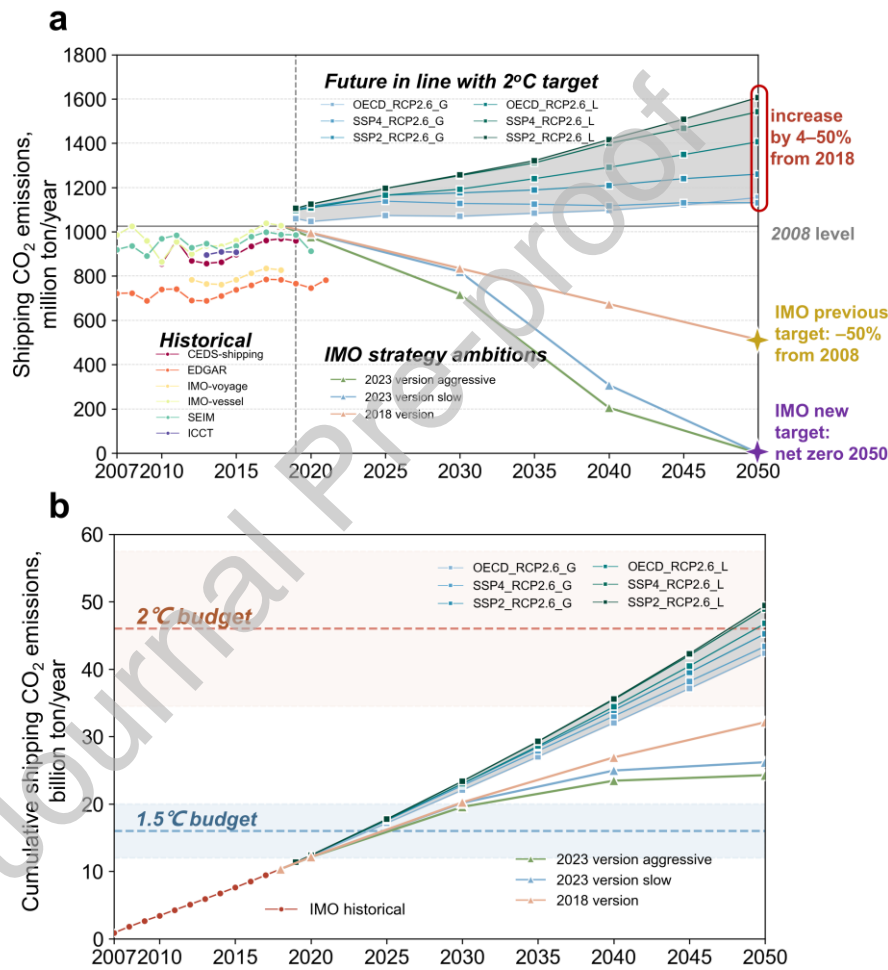 a
Shipping CO₂ emissions,
million ton/year
1800
1600
1400
1200
1000
800
600
400
200
0
Future in line with 2°C target
OECD_RCP2.6_G
OECD_RCP2.6_L
SSP4_RCP2.6_G
SSP4_RCP2.6_L
SSP2_RCP2.6_G
SSP2_RCP2.6_L
increase
by 4–50%
from 2018
2008 level
IMO previous
target: –50%
from 2008
IMO new
target:
net zero 2050
Historical
CEDS-shipping
EDGAR
IMO-voyage
IMO-vessel
SEIM
ICCT
IMO strategy ambitions
2023 version aggressive
2023 version slow
2018 version
2007 2010 2015 2020 2025 2030 2035 2040 2045 2050
b
Cumulative shipping CO₂ emissions,
billion ton/year
60
50
40
30
20
10
0
OECD_RCP2.6_G
OECD_RCP2.6_L
SSP4_RCP2.6_G
SSP4_RCP2.6_L
SSP2_RCP2.6_G
SSP2_RCP2.6_L
2℃ budget
1.5℃ budget
2023 version aggressive
2023 version slow
2018 version
IMO historical
2007 2010 2015 2020 2025 2030 2035 2040 2045 2050
Journal Pre-proof